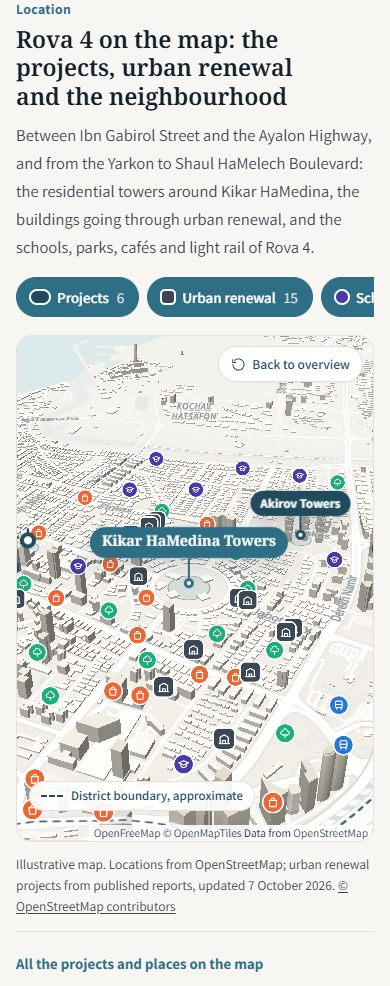 Location
Rova 4 on the map: the
projects, urban renewal
and the neighbourhood
Between Ibn Gabirol Street and the Ayalon Highway,
and from the Yarkon to Shaul HaMelech Boulevard:
the residential towers around Kikar HaMedina, the
buildings going through urban renewal, and the
schools, parks, cafés and light rail of Rova 4.
Projects 6
Urban renewal 15
Back to overview
KOCHAV
HATSAFON
Akirov Towers
Kikar HaMedina Towers
District boundary, approximate
OpenFreeMap © OpenMapTiles Data from OpenStreetMap
Illustrative map. Locations from OpenStreetMap; urban renewal
projects from published reports, updated 7 October 2026. ©
OpenStreetMap contributors
All the projects and places on the map